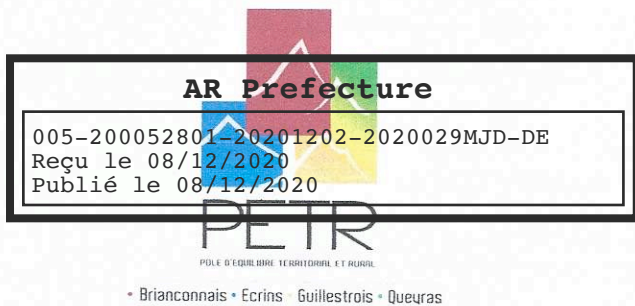 AR Prefecture
005-200052801-20201202-2020029MJD-DE
Reçu le 08/12/2020
Publié le 08/12/2020
PETR
POLE D'EQUILIBRE TERRITORIAL ET RURAL
• Brianconnais • Ecrins • Guillestrois • Queyras